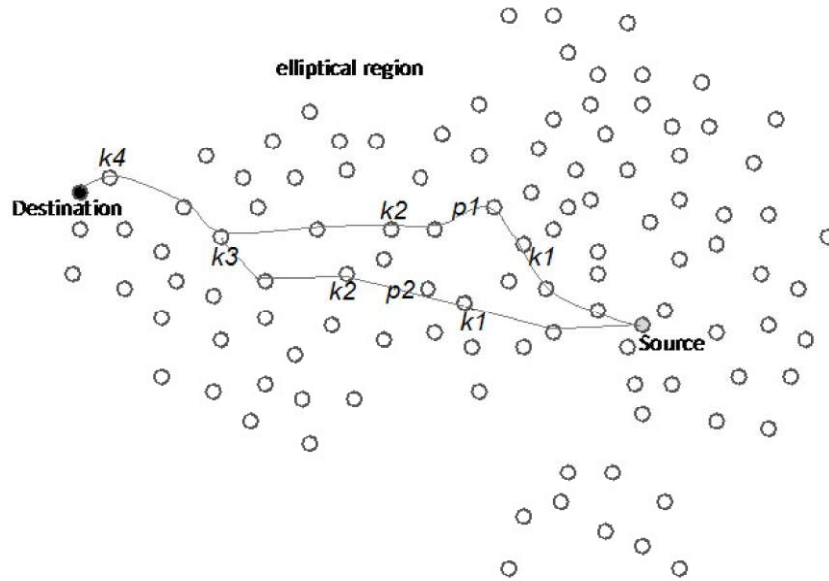 elliptical region
k4
Destination
k2
p1
k3
k1
k2
p2
k1
Source